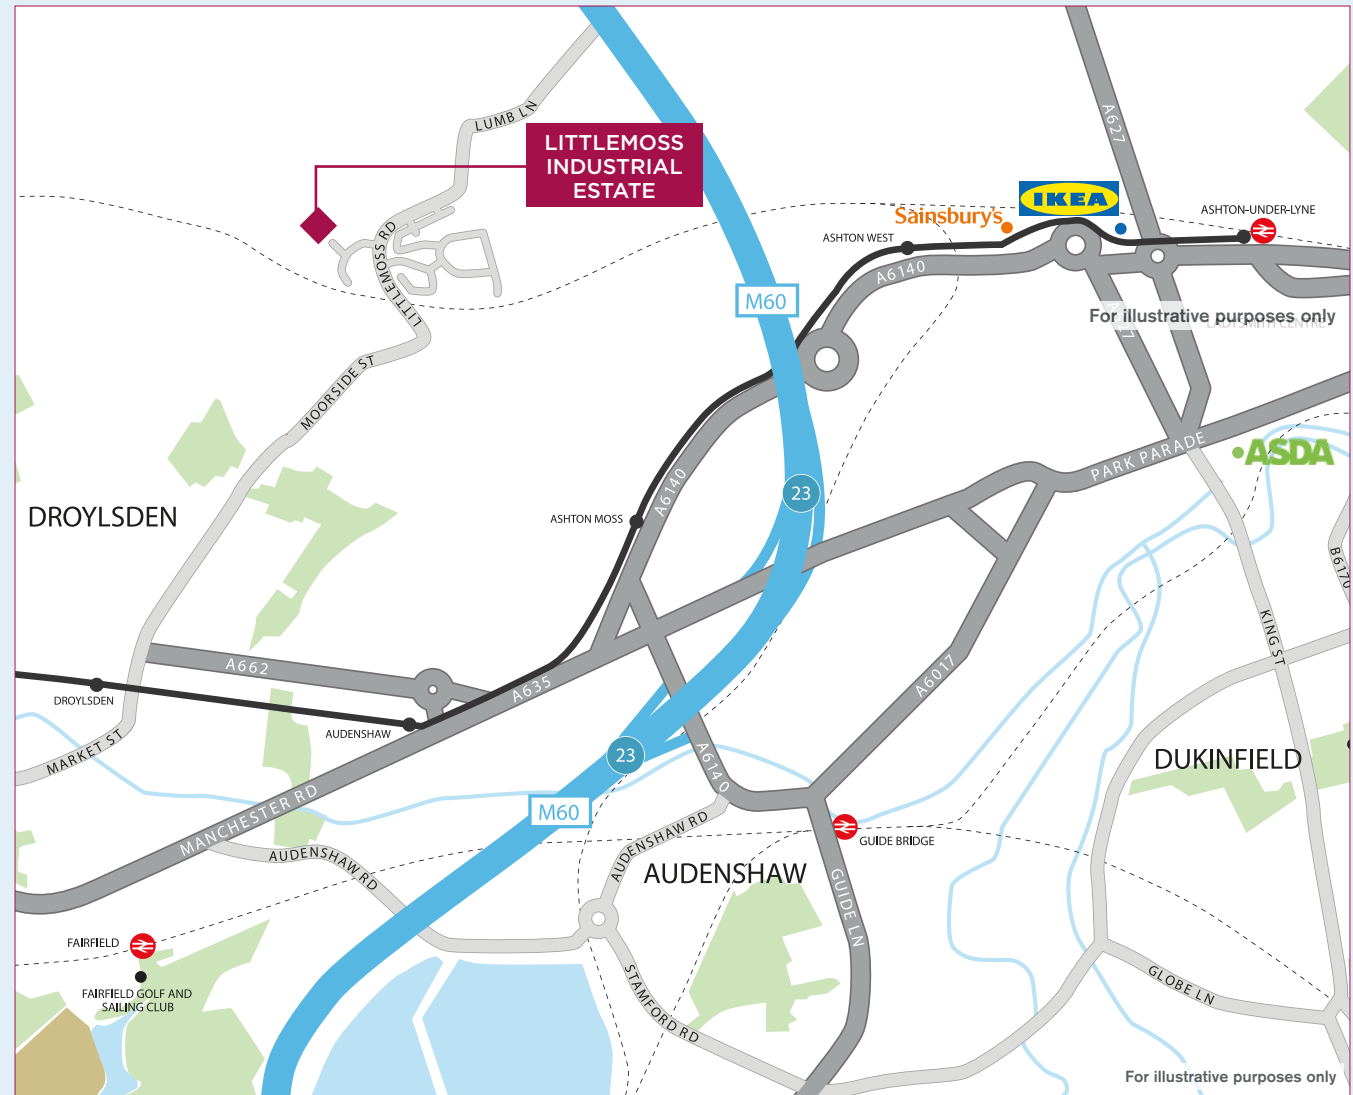 LUMB LN
LITTLEMOSS
INDUSTRIAL
ESTATE
A627
IKEA
Sainsbury's
ASHTON-UNDER-LYNE
ASHTON WEST
LITTLEMOSS RD
A6140
M60
For illustrative purposes only
LADYSMITH CENTRE
MOORSIDE ST
PARK PARADE
ASDA
A6140
23
DROYLSDEN
ASHTON MOSS
B6170
KING ST
A662
A635
A6017
DROYLSDEN
AUDENSHAW
MARKET ST
23
A6140
DUKINFIELD
MANCHESTER RD
M60
AUDENSHAW RD
AUDENSHAW RD
GUIDE BRIDGE
AUDENSHAW
GUIDE LN
FAIRFIELD
FAIRFIELD GOLF AND
SAILING CLUB
STAMFORD RD
GLOBE LN
For illustrative purposes only